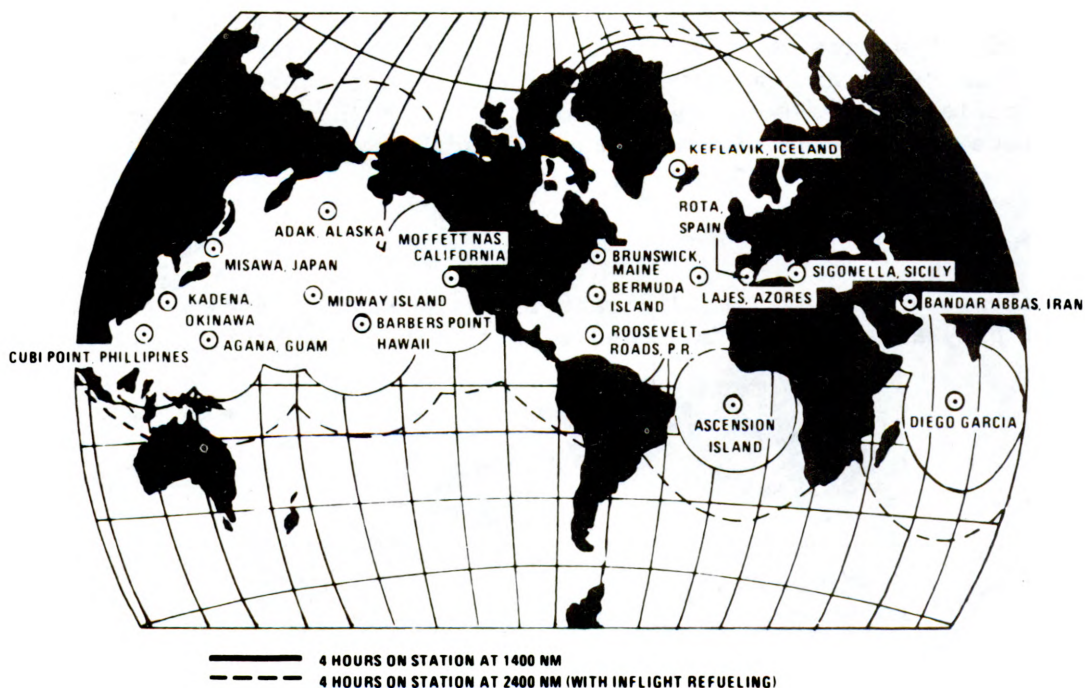 KEFLAVIK, ICELAND
ROTA,
SPAIN
ADAK, ALASKA
MOFFETT NAS,
CALIFORNIA
MISAWA, JAPAN
BRUNSWICK,
MAINE
SIGONELLA, SICILY
BERMUDA
ISLAND
LAJES, AZORES
KADENA,
OKINAWA
MIDWAY ISLAND
BANDAR ABBAS, IRAN
BARBERS POINT
HAWAII
ROOSEVELT
ROADS, P.R.
CUBI POINT, PHILLIPINES
AGANA, GUAM
ASCENSION
ISLAND
DIEGO GARCIA
4 HOURS ON STATION AT 1400 NM
4 HOURS ON STATION AT 2400 NM (WITH INFLIGHT REFUELING)